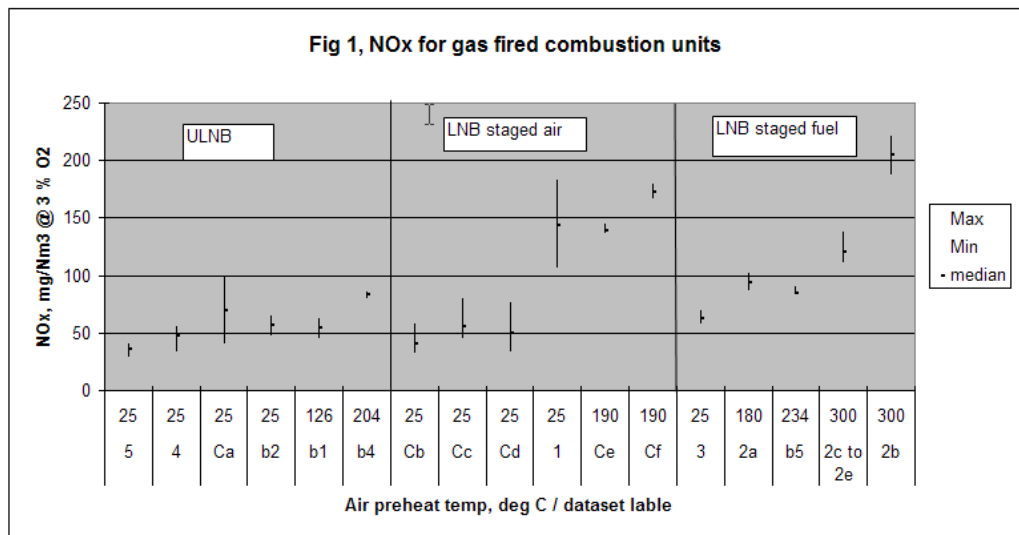 Fig 1, NOx for gas fired combustion units
NOx, mg/Nm3 @ 3 % O2
250
200
150
100
50
0
ULNB
LNB staged air
LNB staged fuel
Max
Min
median
25 25 25 25 126 204 25 25 25 25 190 190 25 180 234 300 300
5 4 Ca b2 b1 b4 Cb Cc Cd 1 Ce Cf 3 2a b5 2c to 2b
2e
Air preheat temp, deg C / dataset lable